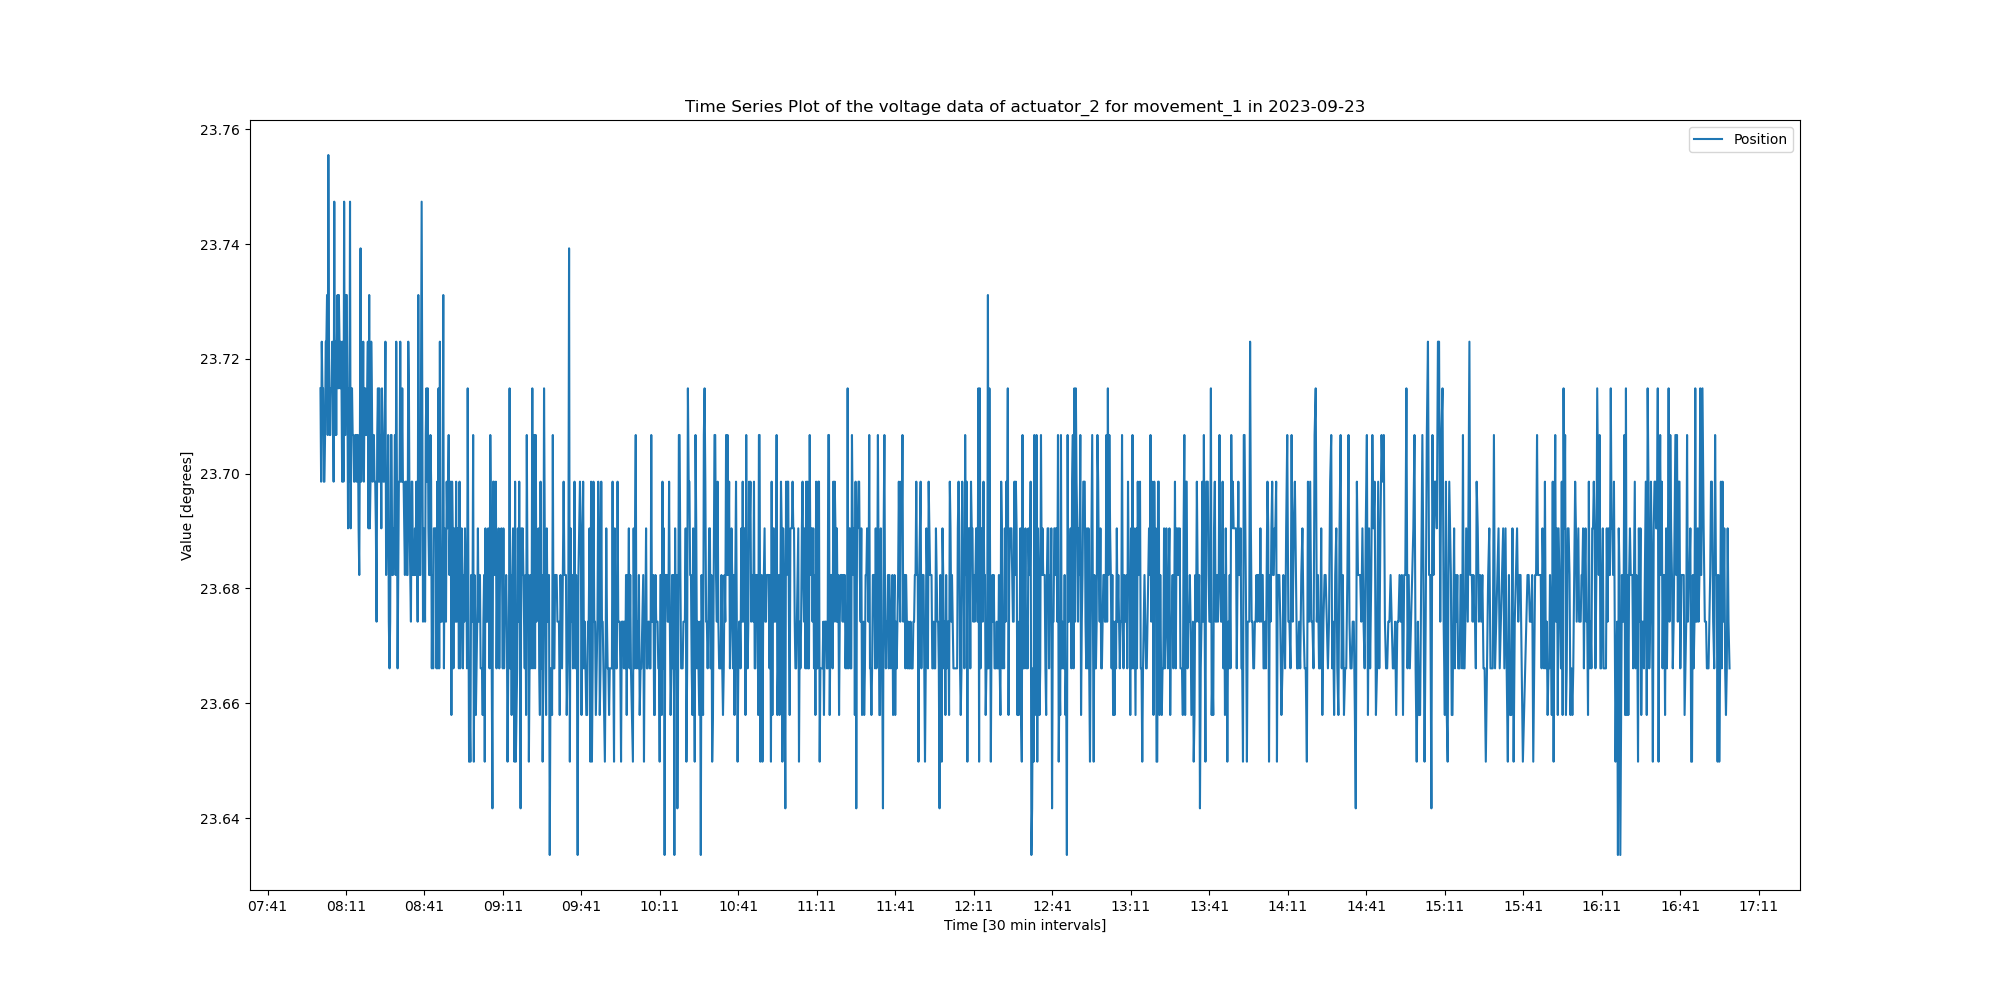 Time Series Plot of the voltage data of actuator_2 for movement_1 in 2023-09-23
Position
Value [degrees]
23.76
23.74
23.72
23.70
23.68
23.66
23.64
07:41 08:11 08:41 09:11 09:41 10:11 10:41 11:11 11:41 12:11 12:41 13:11 13:41 14:11 14:41 15:11 15:41 16:11 16:41 17:11
Time [30 min intervals]